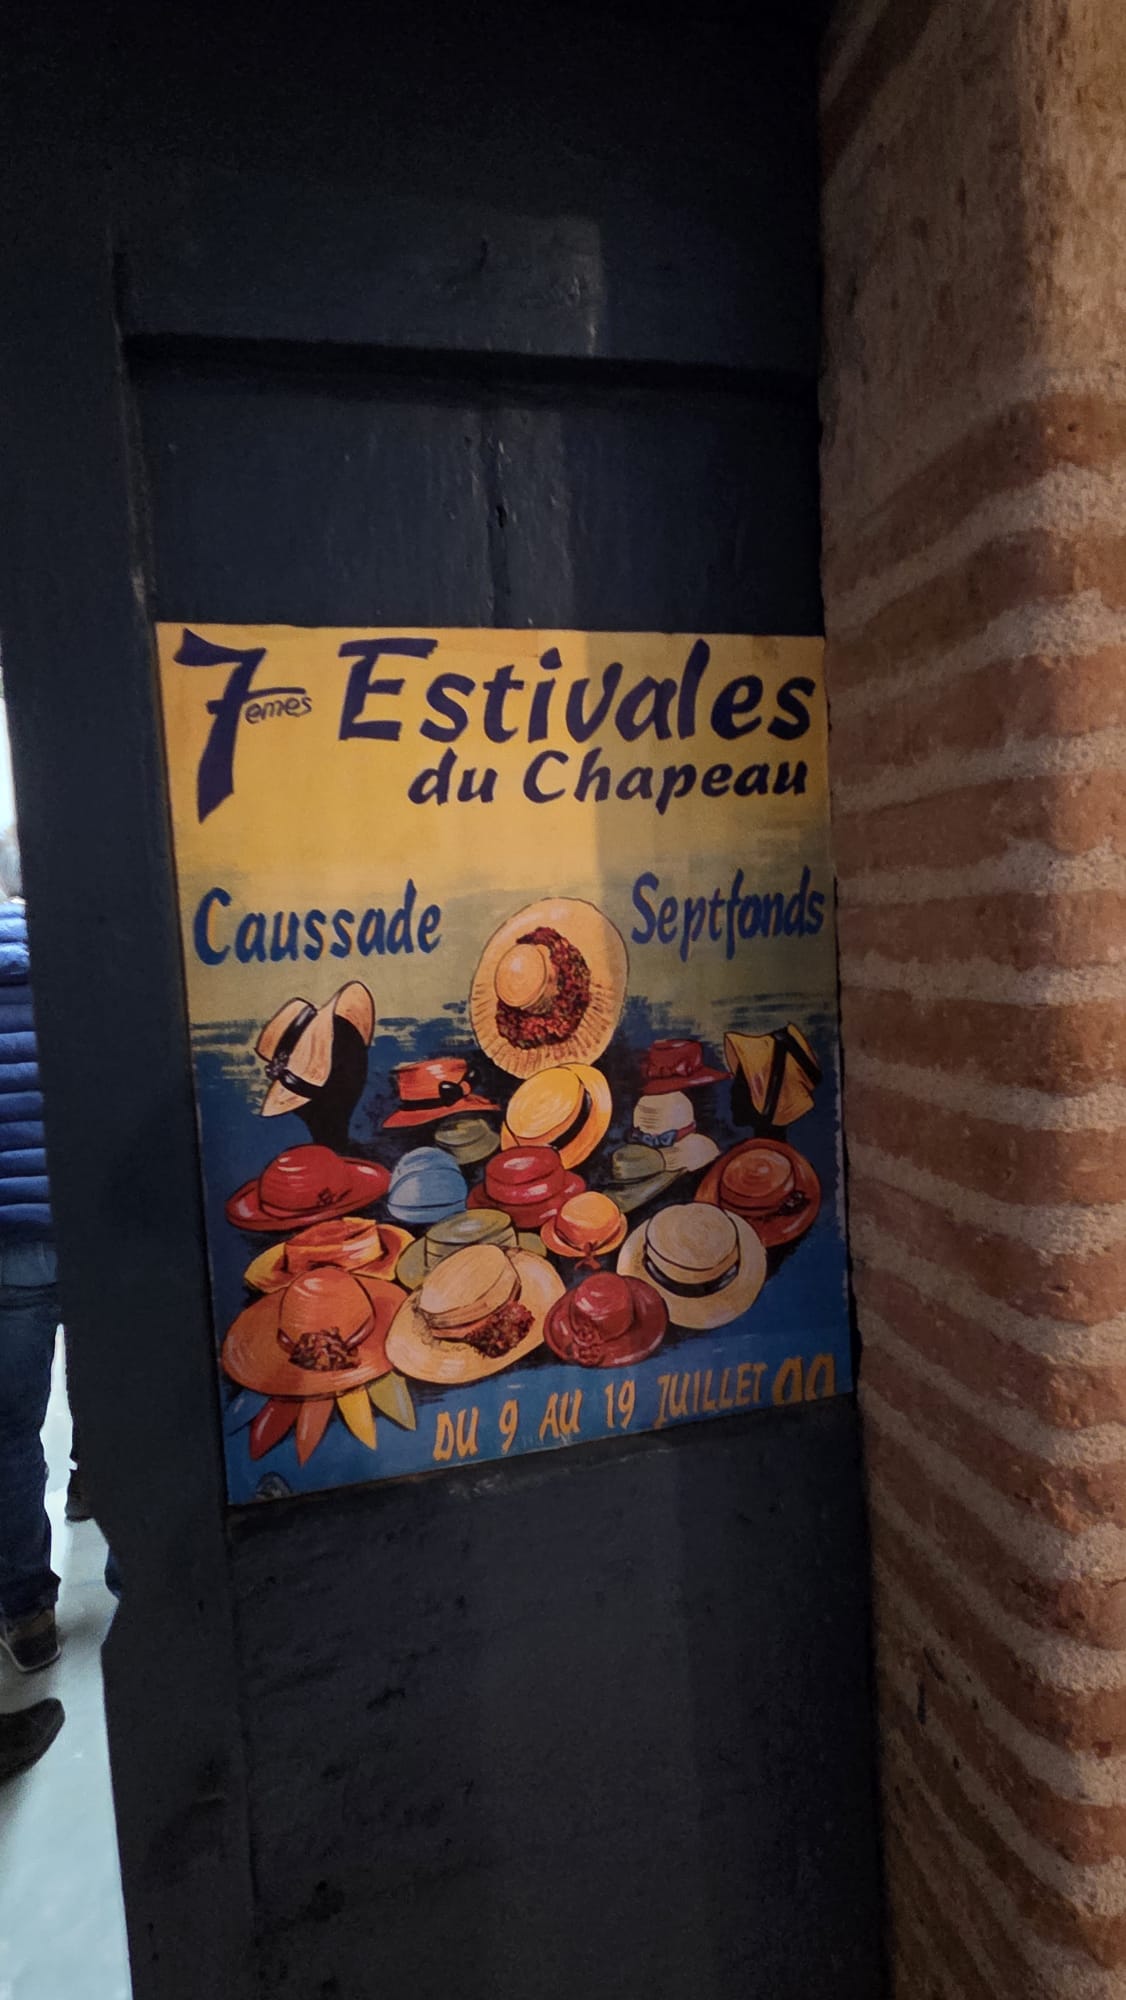 7emes Estivales
du Chapeau
Caussade Septfonds
DU 9 AU 19 JUILLET